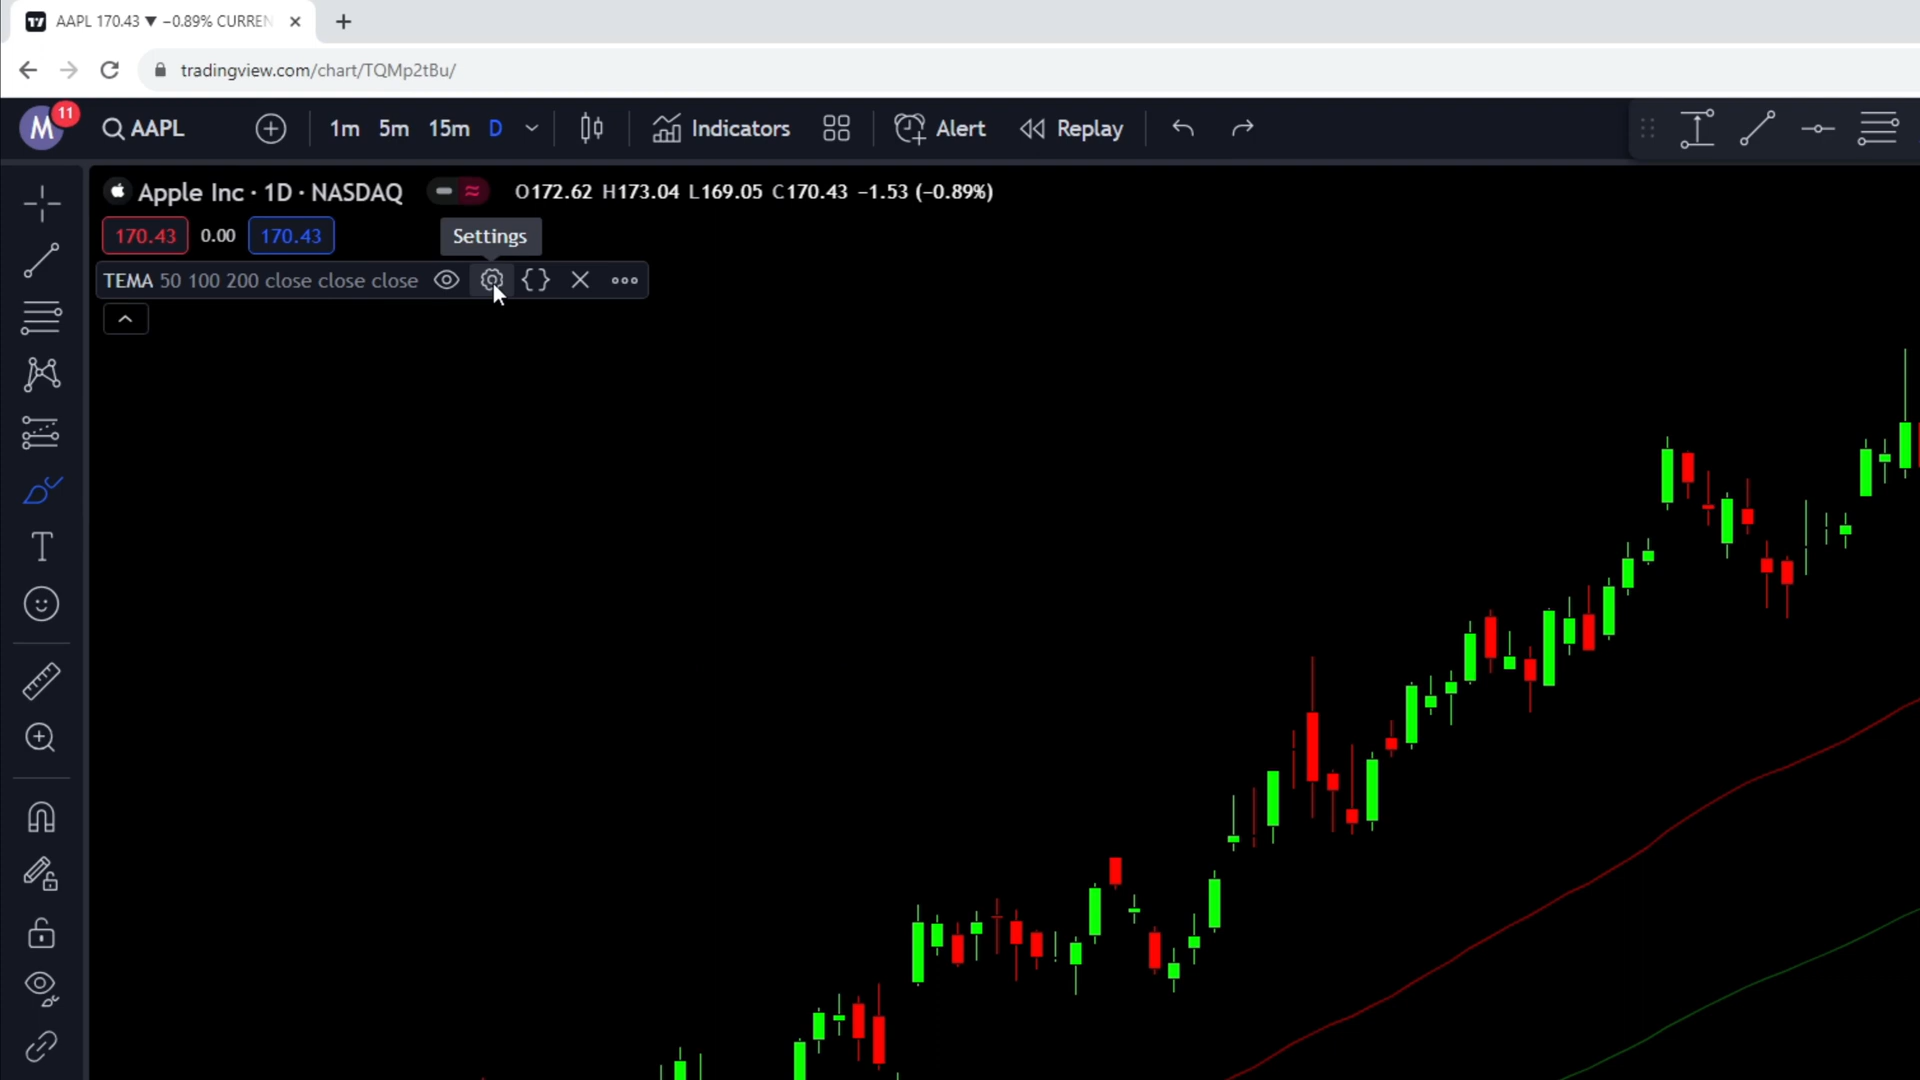 AAPL 170.43 ▼ −0.89% CURREN
tradingview.com/chart/TQMp2tBu/
M 11 AAPL 1m 5m 15m D Indicators Alert Replay
Apple Inc · 1D · NASDAQ O172.62 H173.04 L169.05 C170.43 −1.53 (−0.89%)
170.43 0.00 170.43 Settings
TEMA 50 100 200 close close close